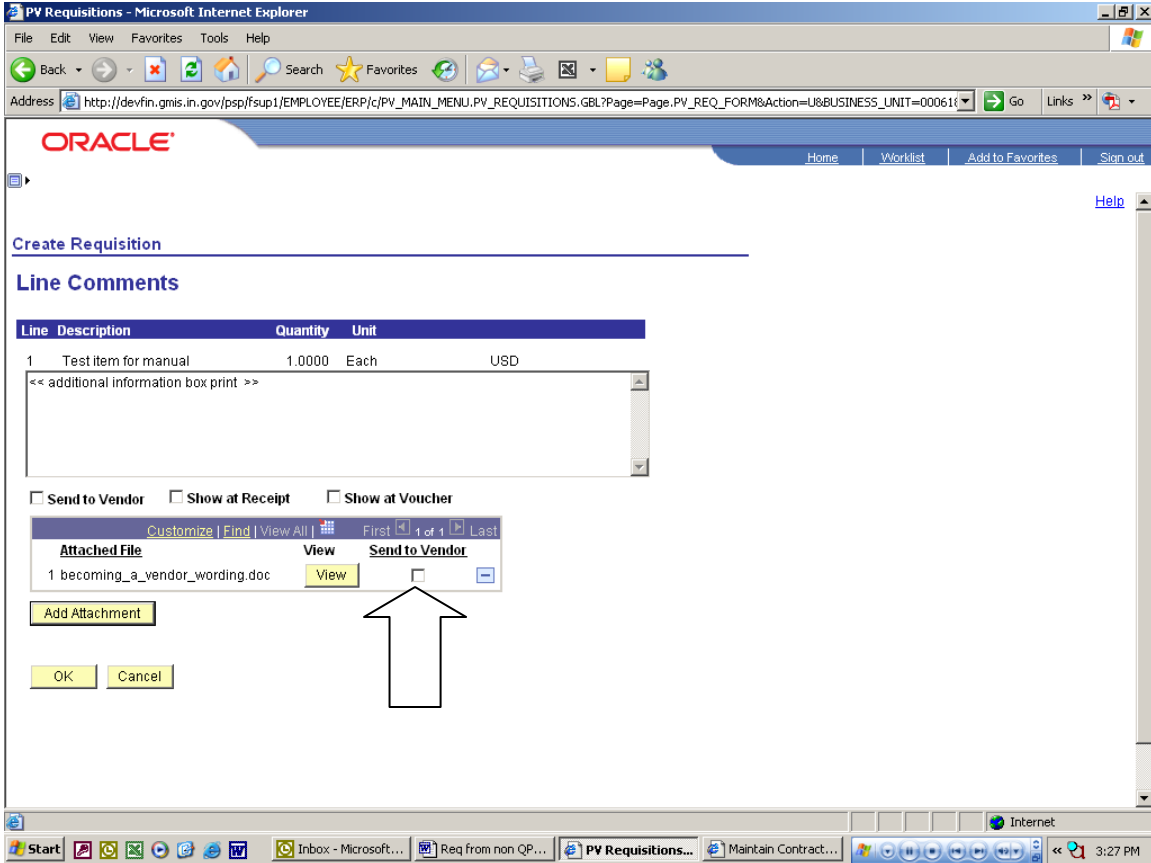 PV Requisitions - Microsoft Internet Explorer
File Edit View Favorites Tools Help
Back Search Favorites
Address http://devfin.gmis.in.gov/psp/fsup1/EMPLOYEE/ERP/c/PV_MAIN_MENU.PV_REQUISITIONS.GBL?Page=Page.PV_REQ_FORM&Action=U&BUSINESS_UNIT=00061 Go Links »
ORACLE
Home Worklist Add to Favorites Sign out
Help
Create Requisition
Line Comments
Line Description Quantity Unit
1 Test item for manual 1.0000 Each USD
<< additional information box print >>
Send to Vendor Show at Receipt Show at Voucher
Customize | Find | View All | First 1 of 1 Last
Attached File View Send to Vendor
1 becoming_a_vendor_wording.doc View
Add Attachment
OK Cancel
Internet
Start Inbox - Microsoft... Req from non QP... PV Requisitions... Maintain Contract... « 3:27 PM